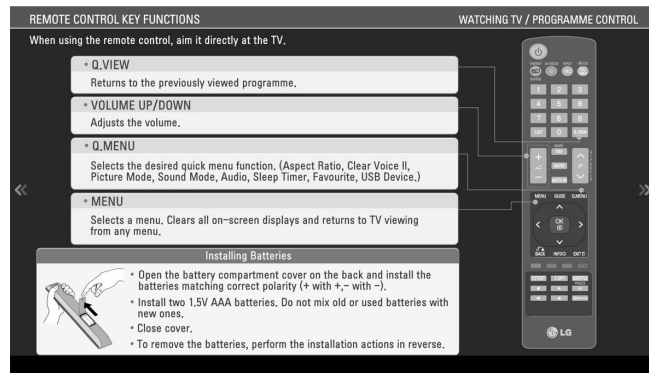 REMOTE CONTROL KEY FUNCTIONS
WATCHING TV / PROGRAMME CONTROL
When using the remote control, aim it directly at the TV.
• Q.VIEW
Returns to the previously viewed programme.
• VOLUME UP/DOWN
Adjusts the volume.
• Q.MENU
Selects the desired quick menu function. (Aspect Ratio, Clear Voice II,
Picture Mode, Sound Mode, Audio, Sleep Timer, Favourite, USB Device.)
• MENU
Selects a menu. Clears all on-screen displays and returns to TV viewing
from any menu.
Installing Batteries
• Open the battery compartment cover on the back and install the
batteries matching correct polarity (+ with +,- with -).
• Install two 1.5V AAA batteries. Do not mix old or used batteries with
new ones.
• Close cover.
• To remove the batteries, perform the installation actions in reverse.
ENERGY AV MODE INPUT
SAVING
1 2 3
4 5 6
7 8 9
LIST 0 Q.VIEW
+ FAV
RATIO P
-
MENU GUIDE Q.MENU
OK
BACK INFO EXIT
LG